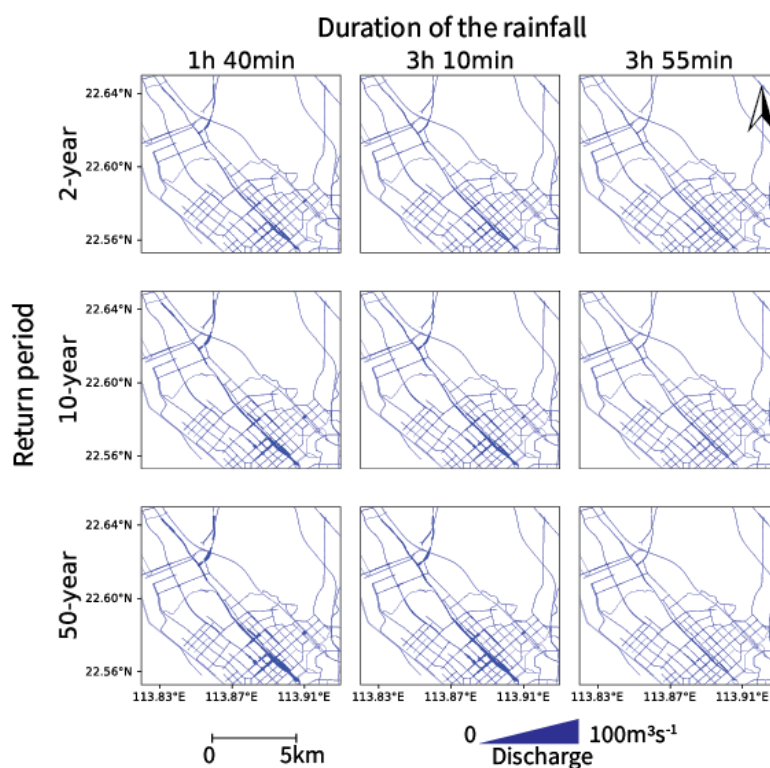 Duration of the rainfall
1h 40min 3h 10min 3h 55min
Return period
2-year
22.64°N
22.60°N
22.56°N
10-year
22.64°N
22.60°N
22.56°N
50-year
22.64°N
22.60°N
22.56°N
113.83°E 113.87°E 113.91°E 113.83°E 113.87°E 113.91°E 113.83°E 113.87°E 113.91°E
0 5km
0 100m³s⁻¹
Discharge